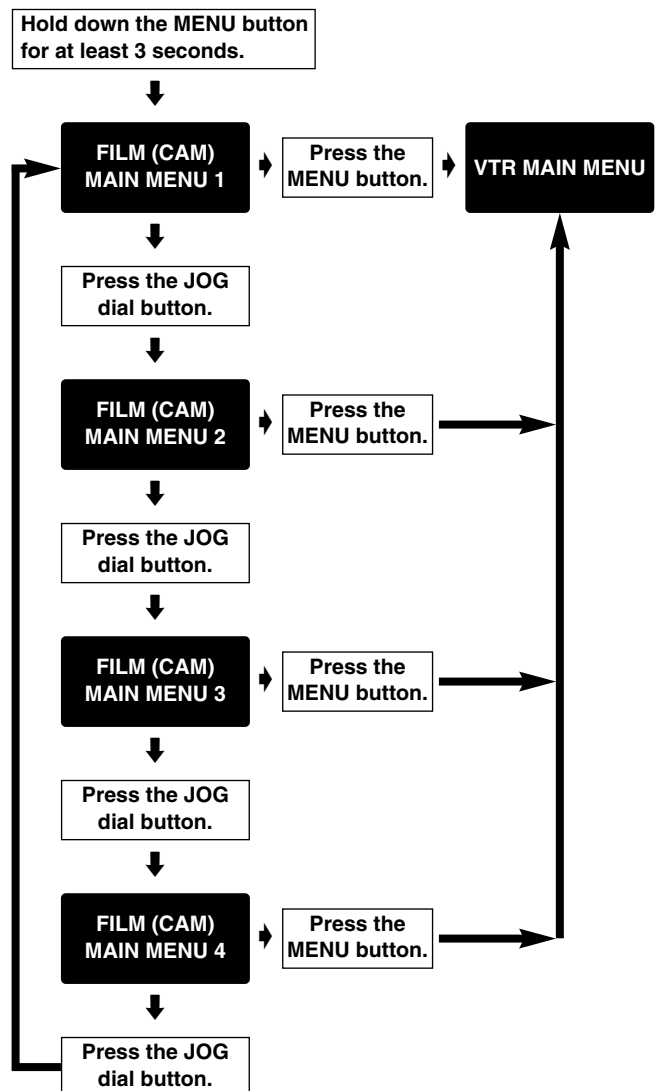 Hold down the MENU button
for at least 3 seconds.
FILM (CAM)
MAIN MENU 1
Press the
MENU button.
VTR MAIN MENU
Press the JOG
dial button.
FILM (CAM)
MAIN MENU 2
Press the
MENU button.
Press the JOG
dial button.
FILM (CAM)
MAIN MENU 3
Press the
MENU button.
Press the JOG
dial button.
FILM (CAM)
MAIN MENU 4
Press the
MENU button.
Press the JOG
dial button.